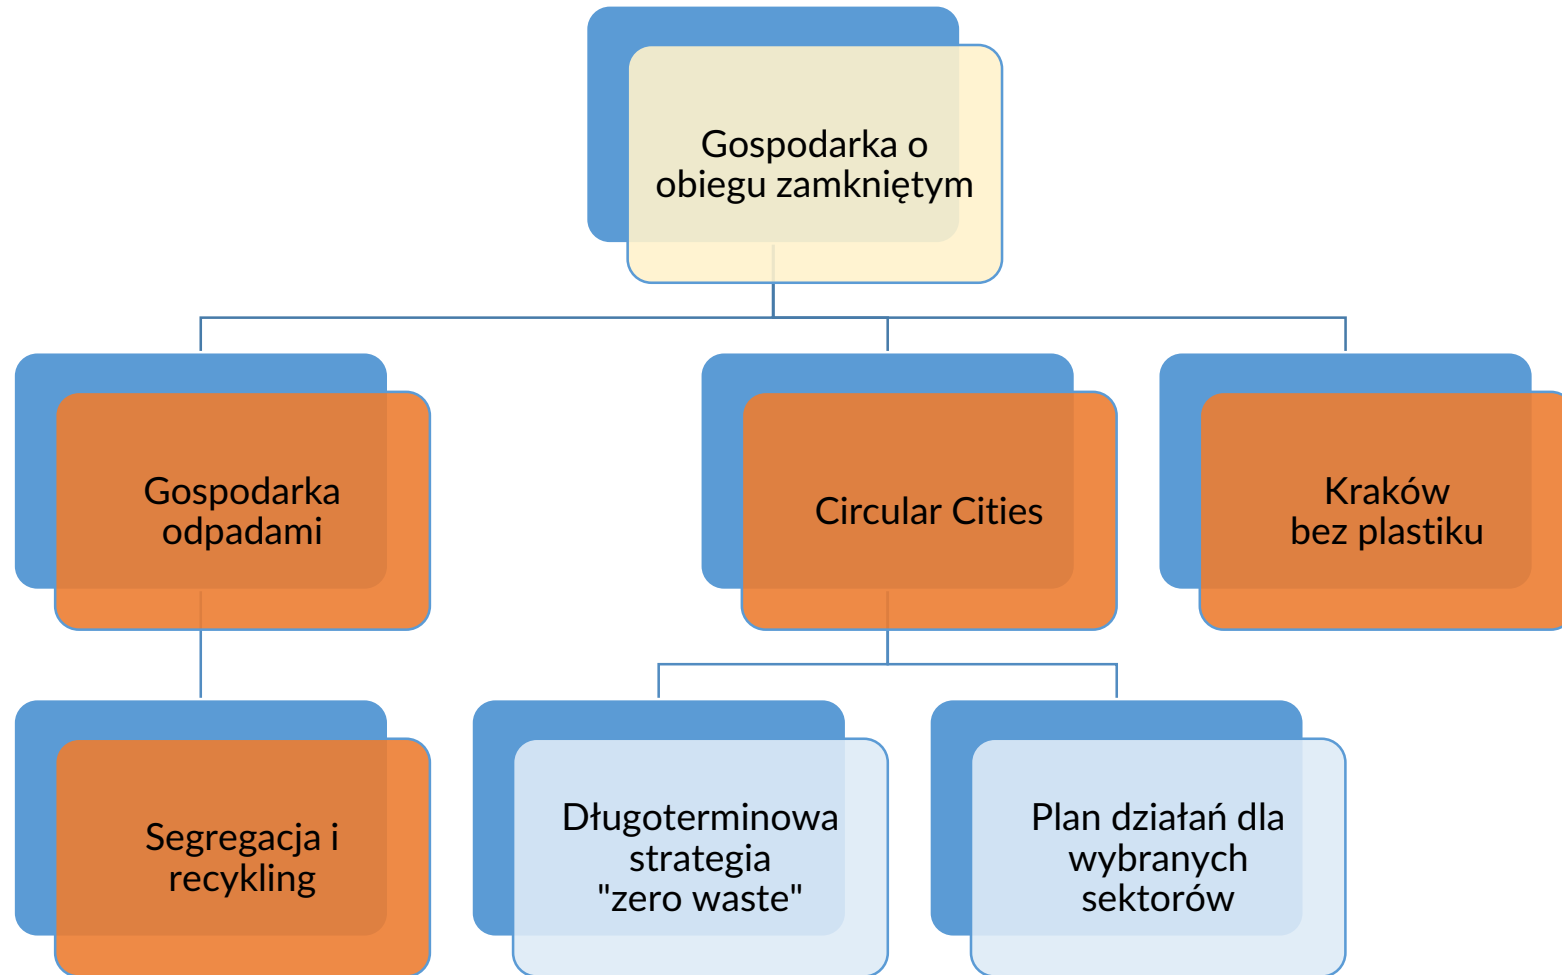 Gospodarka o
obiegu zamkniętym
Gospodarka
odpadami
Circular Cities
Kraków
bez plastiku
Segregacja i
recykling
Długoterminowa
strategia
"zero waste"
Plan działań dla
wybranych
sektorów